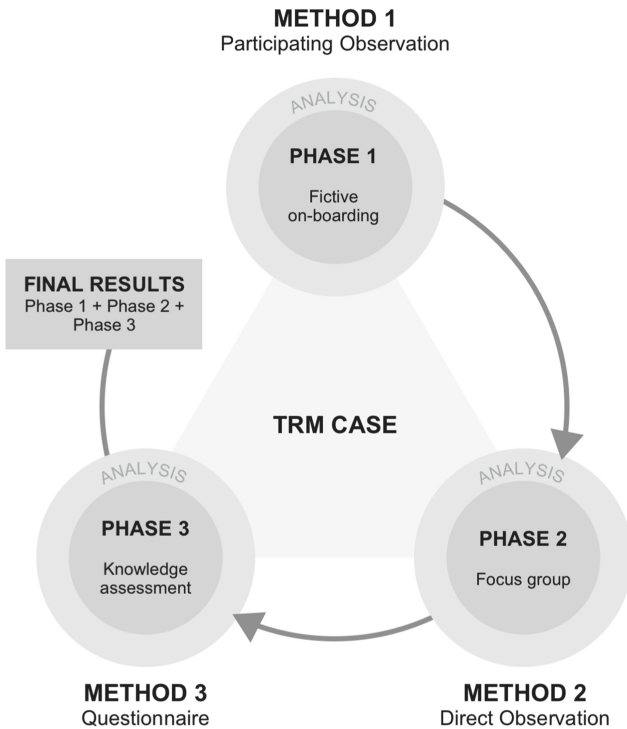 METHOD 1
Participating Observation
ANALYSIS
PHASE 1
Fictive
on-boarding
FINAL RESULTS
Phase 1 + Phase 2 +
Phase 3
TRM CASE
ANALYSIS
PHASE 3
Knowledge
assessment
ANALYSIS
PHASE 2
Focus group
METHOD 3
Questionnaire
METHOD 2
Direct Observation